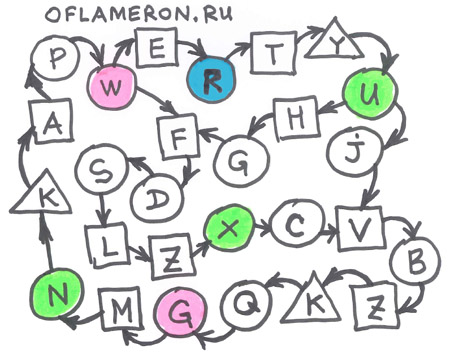 OFLAMERON.RU
P W E R T Y U
A F G H j
K S D
L Z X C V B
N M G Q K Z